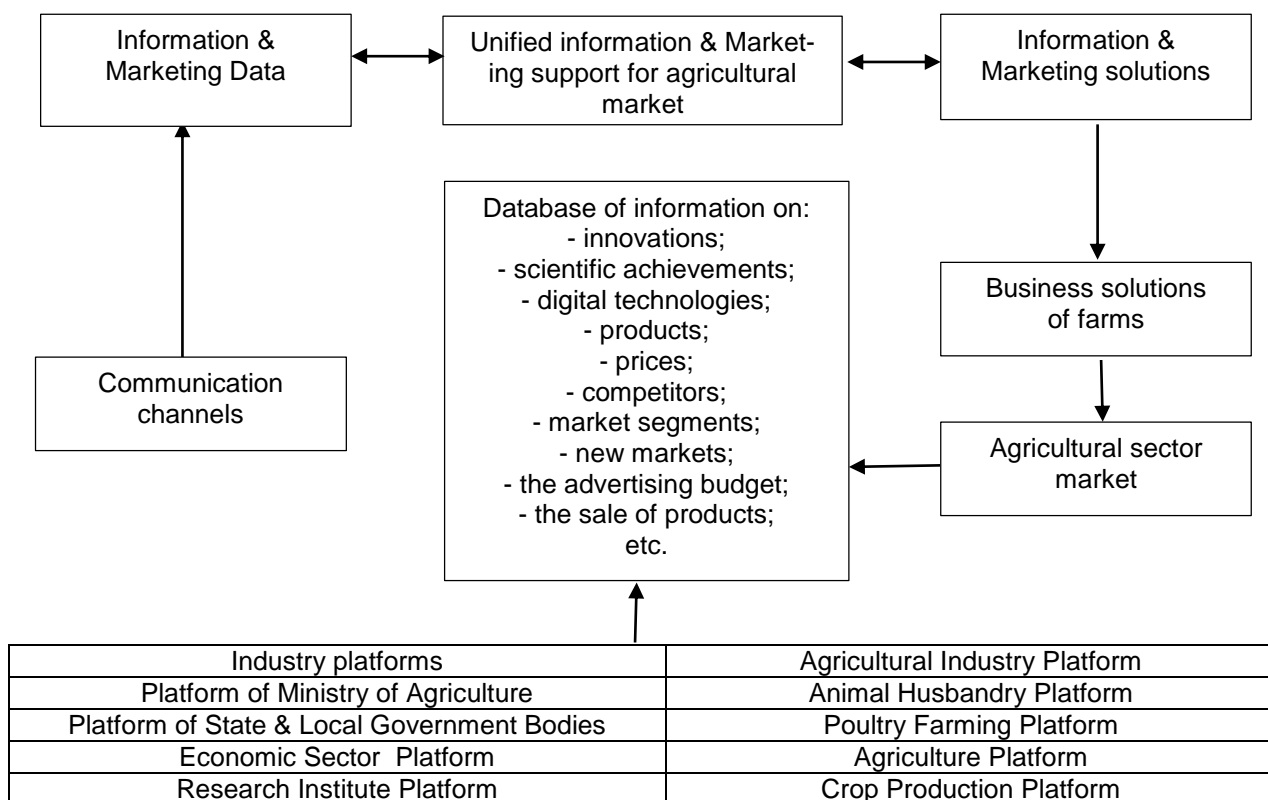 Information &
Marketing Data
Unified information & Market-
ing support for agricultural
market
Information &
Marketing solutions
Database of information on:
- innovations;
- scientific achievements;
- digital technologies;
- products;
- prices;
- competitors;
- market segments;
- new markets;
- the advertising budget;
- the sale of products;
etc.
Business solutions
of farms
Communication
channels
Agricultural sector
market
Industry platforms
Agricultural Industry Platform
Platform of Ministry of Agriculture
Animal Husbandry Platform
Platform of State & Local Government Bodies
Poultry Farming Platform
Economic Sector Platform
Agriculture Platform
Research Institute Platform
Crop Production Platform